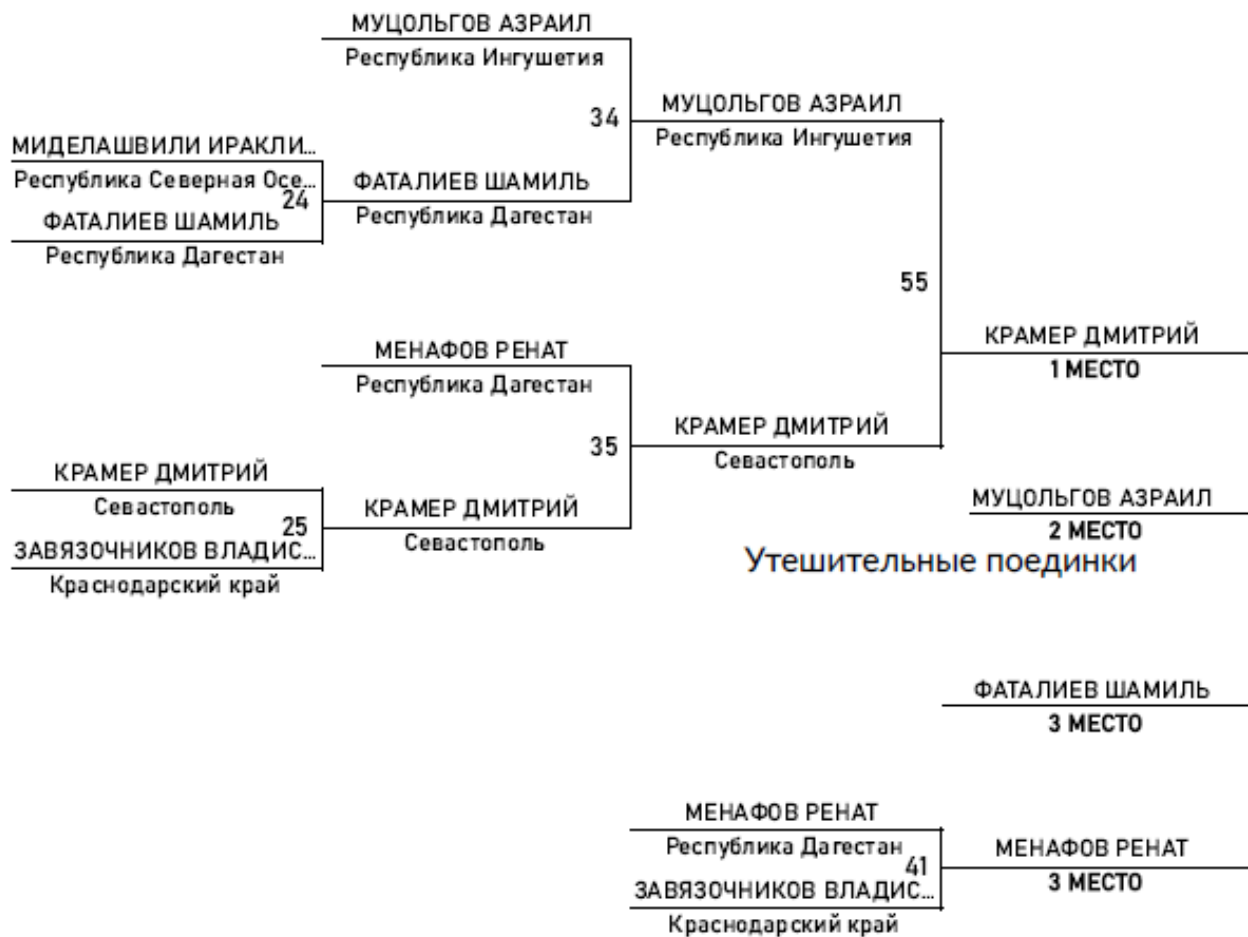 МУЦОЛЬГОВ АЗРАИЛ
Республика Ингушетия
34
МУЦОЛЬГОВ АЗРАИЛ
Республика Ингушетия
МИДЕЛАШВИЛИ ИРАКЛИ...
Республика Северная Осе...
24
ФАТАЛИЕВ ШАМИЛЬ
Республика Дагестан
ФАТАЛИЕВ ШАМИЛЬ
Республика Дагестан
55
КРАМЕР ДМИТРИЙ
1 МЕСТО
МЕНАФОВ РЕНАТ
Республика Дагестан
35
КРАМЕР ДМИТРИЙ
Севастополь
КРАМЕР ДМИТРИЙ
Севастополь
25
ЗАВЯЗОЧНИКОВ ВЛАДИС...
Краснодарский край
КРАМЕР ДМИТРИЙ
Севастополь
МУЦОЛЬГОВ АЗРАИЛ
2 МЕСТО
Утешительные поединки
ФАТАЛИЕВ ШАМИЛЬ
3 МЕСТО
МЕНАФОВ РЕНАТ
Республика Дагестан
41
ЗАВЯЗОЧНИКОВ ВЛАДИС...
Краснодарский край
МЕНАФОВ РЕНАТ
3 МЕСТО